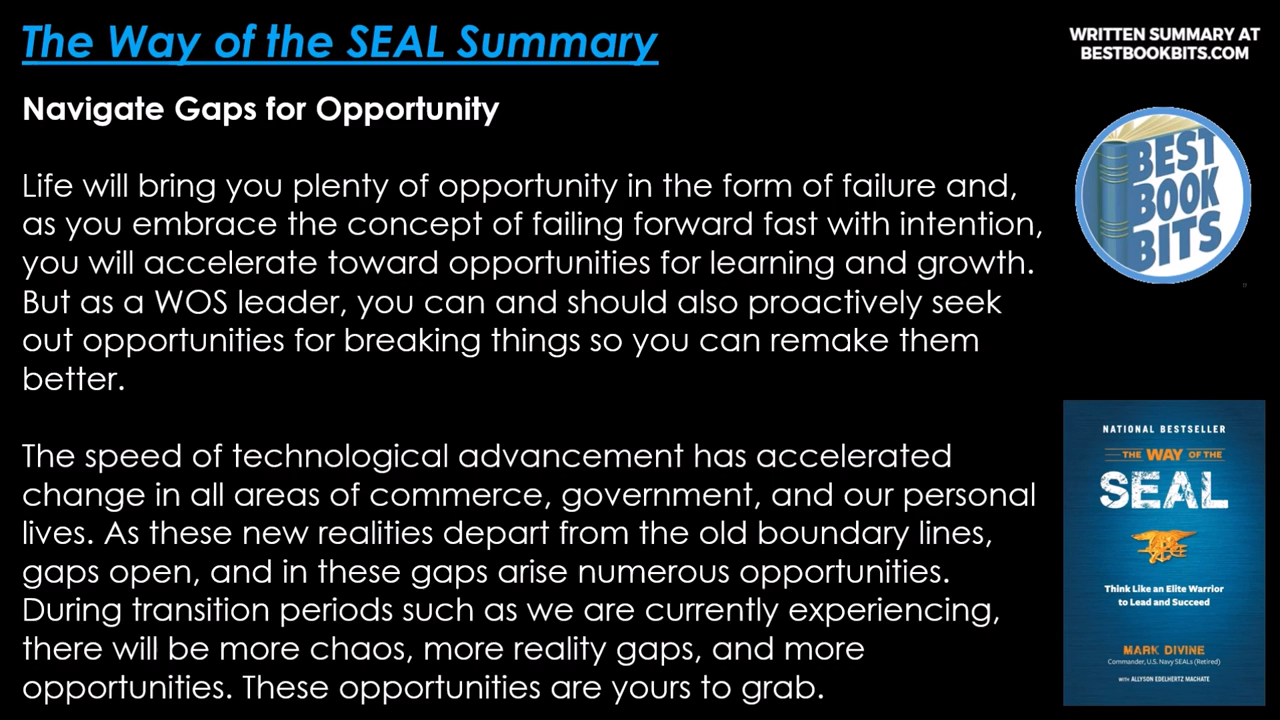 The Way of the SEAL Summary
WRITTEN SUMMARY AT
BESTBOOKBITS.COM
Navigate Gaps for Opportunity
Life will bring you plenty of opportunity in the form of failure and,
as you embrace the concept of failing forward fast with intention,
you will accelerate toward opportunities for learning and growth.
But as a WOS leader, you can and should also proactively seek
out opportunities for breaking things so you can remake them
better.
The speed of technological advancement has accelerated
change in all areas of commerce, government, and our personal
lives. As these new realities depart from the old boundary lines,
gaps open, and in these gaps arise numerous opportunities.
During transition periods such as we are currently experiencing,
there will be more chaos, more reality gaps, and more
opportunities. These opportunities are yours to grab.
BEST
BOOK
BITS
NATIONAL BESTSELLER
THE WAY OF THE
SEAL
Think Like an Elite Warrior
to Lead and Succeed
MARK DIVINE
Commander, U.S. Navy SEALs (Retired)
WITH ALLYSON EDELHERTZ MACHATE